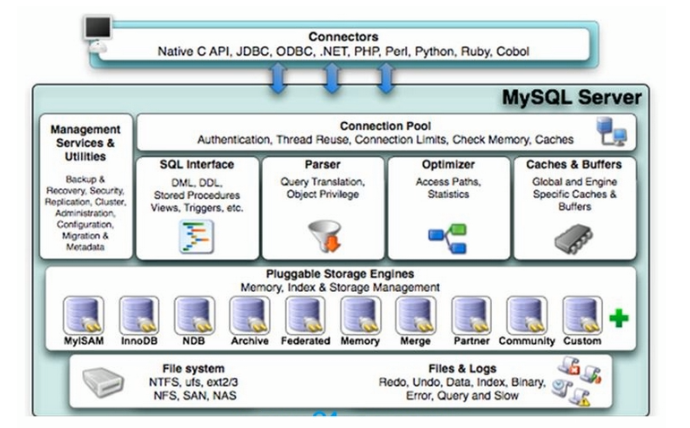 Connectors
Native C API, JDBC, ODBC, .NET, PHP, Perl, Python, Ruby, Cobol
MySQL Server
Management
Services &
Utilities
Backup &
Recovery, Security,
Replication, Cluster,
Administration,
Configuration,
Migration &
Metadata
Connection Pool
Authentication, Thread Reuse, Connection Limits, Check Memory, Caches
SQL Interface
DML, DDL,
Stored Procedures
Views, Triggers, etc.
Parser
Query Translation,
Object Privilege
Optimizer
Access Paths,
Statistics
Caches & Buffers
Global and Engine
Specific Caches &
Buffers
Pluggable Storage Engines
Memory, Index & Storage Management
MyISAM
InnoDB
NDB
Archive
Federated
Memory
Merge
Partner
Community
Custom
File system
NTFS, ufs, ext2/3
NFS, SAN, NAS
Files & Logs
Redo, Undo, Data, Index, Binary,
Error, Query and Slow